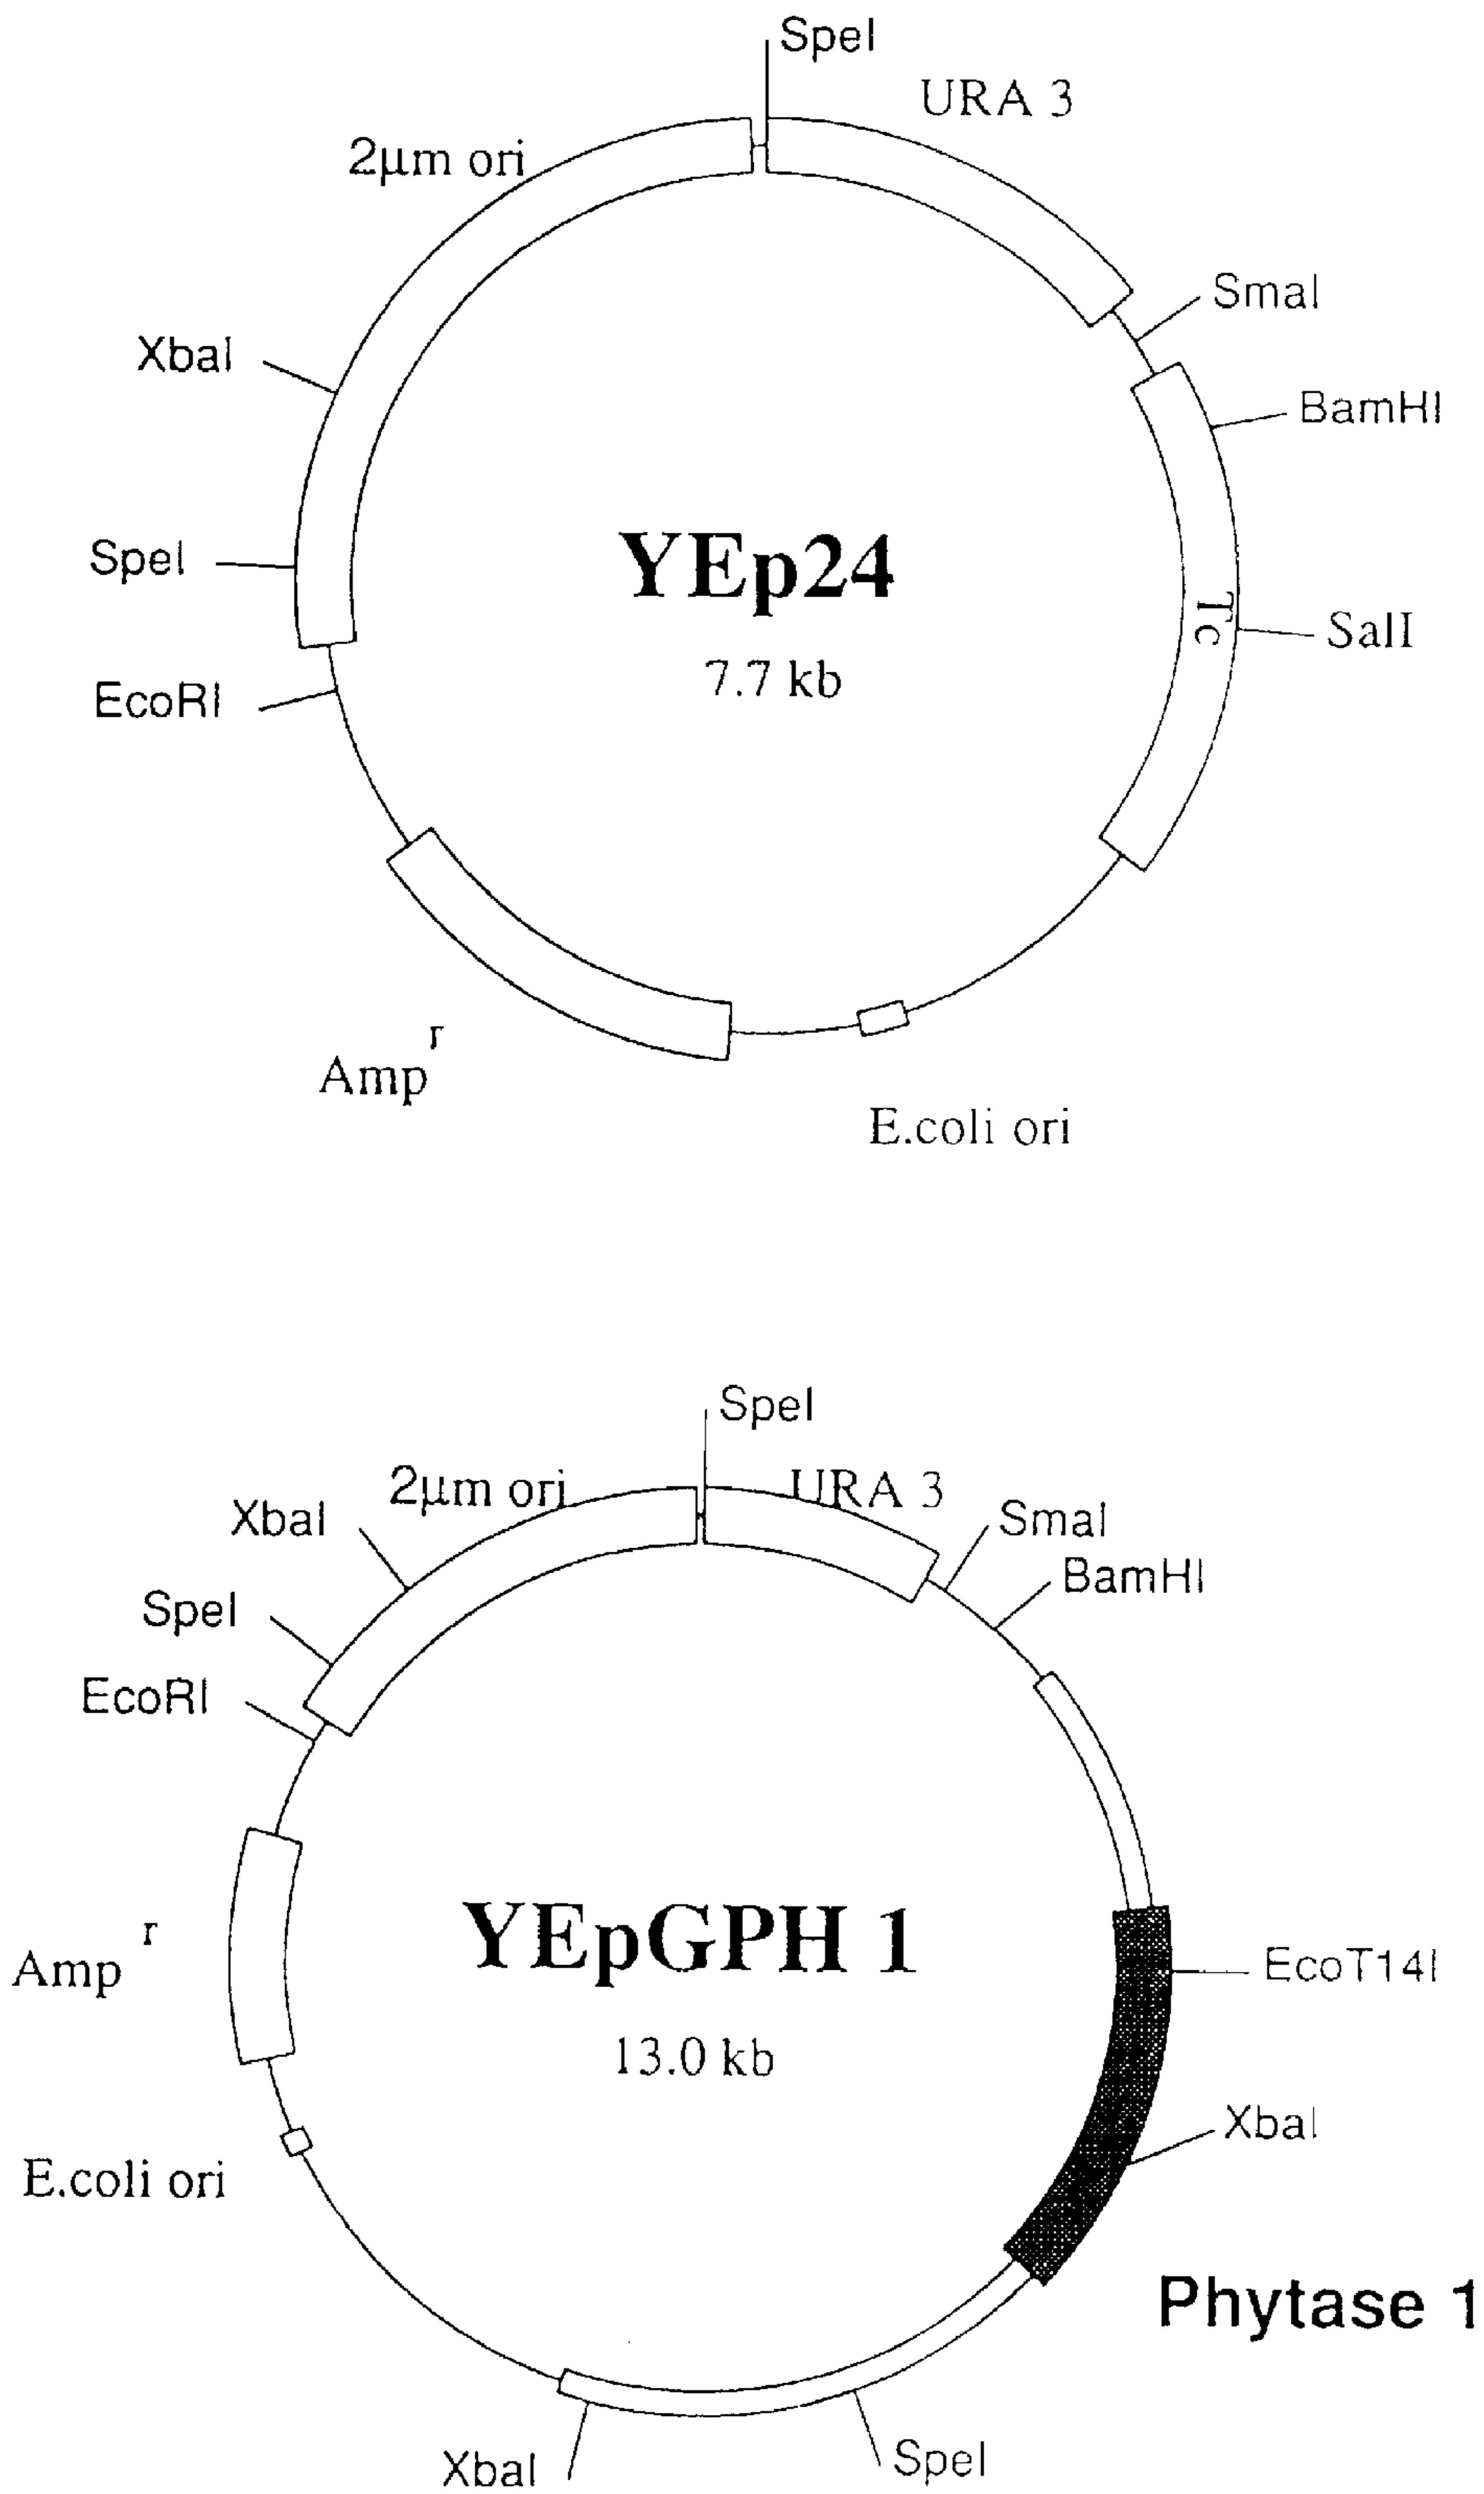 SpeI
URA 3
2µm ori
SmaI
XbaI
BamHI
SpeI
YEp24
Tc
SalI
7.7 kb
EcoRI
Amp r
E.coli ori
SpeI
2µm ori
URA 3
XbaI
SmaI
BamHI
SpeI
EcoRI
YEpGPH 1
Amp r
EcoT14I
13.0 kb
XbaI
E.coli ori
Phytase 1
XbaI
SpeI